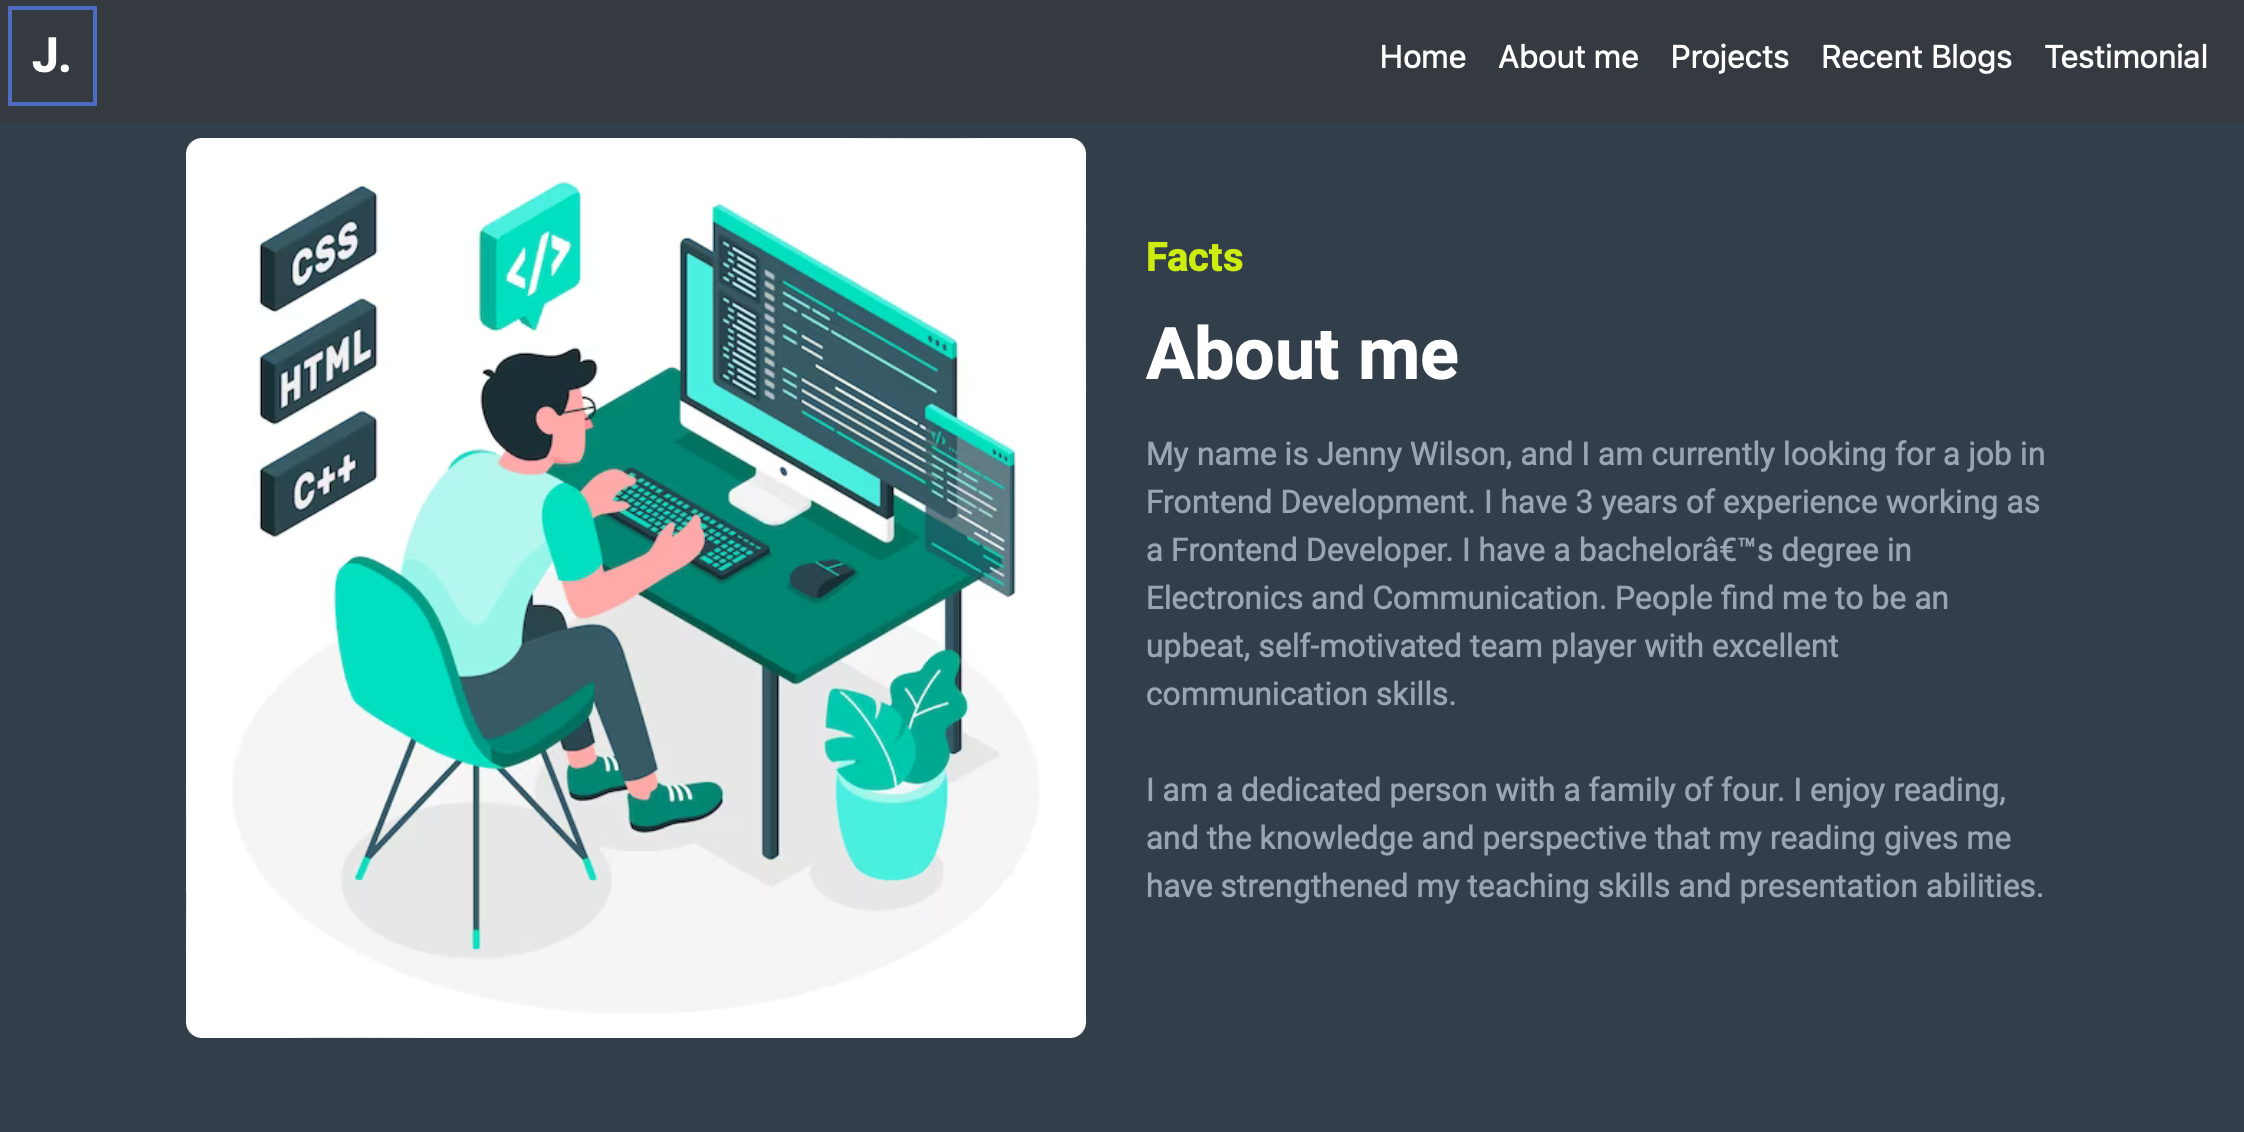 J.
Home About me Projects Recent Blogs Testimonial
CSS
</>
HTML
C++
</>
Facts
About me
My name is Jenny Wilson, and I am currently looking for a job in
Frontend Development. I have 3 years of experience working as
a Frontend Developer. I have a bachelorâ€™s degree in
Electronics and Communication. People find me to be an
upbeat, self-motivated team player with excellent
communication skills.
I am a dedicated person with a family of four. I enjoy reading,
and the knowledge and perspective that my reading gives me
have strengthened my teaching skills and presentation abilities.